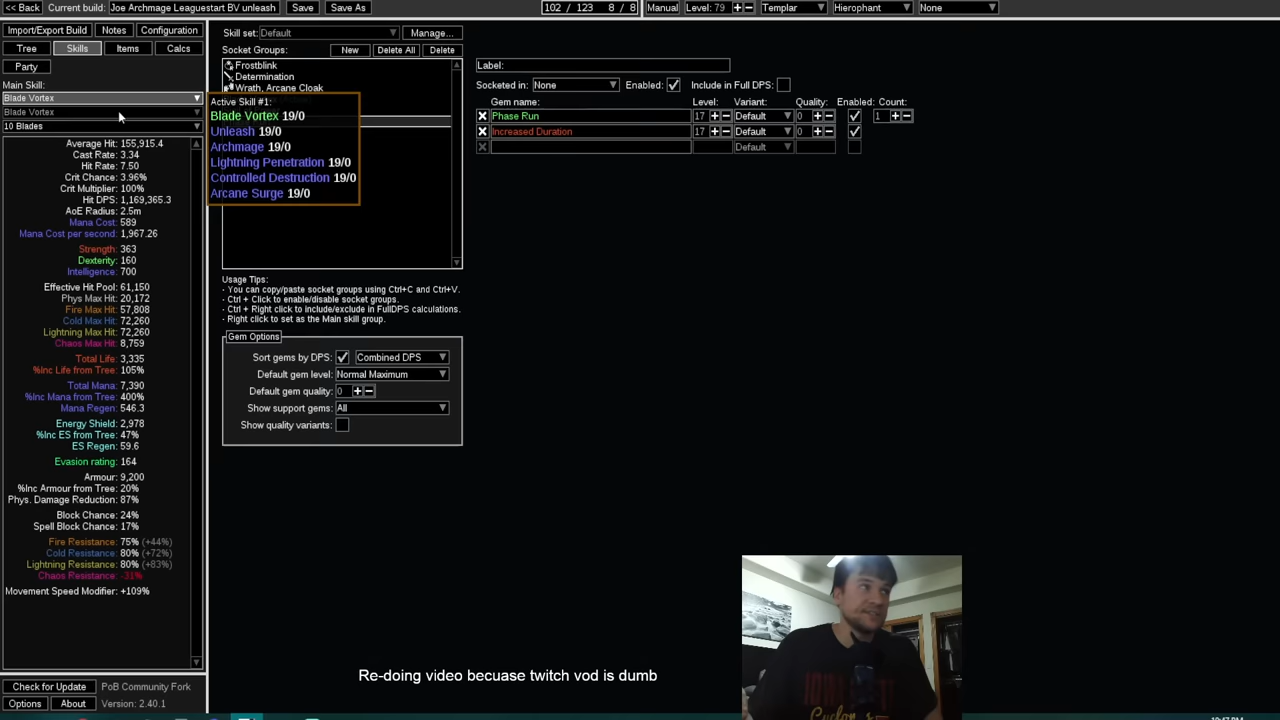 << Back
Current build: Joe Archmage Leaguestart BV unleash
Save
Save As
102 / 123 8 / 8
Manual
Level: 79 + -
Templar
Hierophant
None
Import/Export Build
Notes
Configuration
Tree
Skills
Items
Calcs
Party
Main Skill:
Blade Vortex
Blade Vortex
10 Blades
Average Hit: 155,915.4
Cast Rate: 3.34
Hit Rate: 7.50
Crit Chance: 3.96%
Crit Multiplier: 100%
Hit DPS: 1,169,365.3
AoE Radius: 2.5m
Mana Cost: 589
Mana Cost per second: 1,967.26
Strength: 363
Dexterity: 160
Intelligence: 700
Effective Hit Pool: 61,150
Phys Max Hit: 20,172
Fire Max Hit: 57,808
Cold Max Hit: 72,260
Lightning Max Hit: 72,260
Chaos Max Hit: 8,759
Total Life: 3,335
%Inc Life from Tree: 105%
Total Mana: 7,390
%Inc Mana from Tree: 400%
Mana Regen: 546.3
Energy Shield: 2,978
%Inc ES from Tree: 47%
ES Regen: 59.6
Evasion rating: 164
Armour: 9,200
%Inc Armour from Tree: 20%
Phys. Damage Reduction: 87%
Block Chance: 24%
Spell Block Chance: 17%
Fire Resistance: 75% (+44%)
Cold Resistance: 80% (+72%)
Lightning Resistance: 80% (+83%)
Chaos Resistance: -31%
Movement Speed Modifier: +109%
Check for Update
PoB Community Fork
Options
About
Version: 2.40.1
Skill set: Default
Manage...
Socket Groups:
New
Delete All
Delete
Frostblink
Determination
Wrath, Arcane Cloak
Active Skill #1:
Blade Vortex 19/0
Unleash 19/0
Archmage 19/0
Lightning Penetration 19/0
Controlled Destruction 19/0
Arcane Surge 19/0
Usage Tips:
- You can copy/paste socket groups using Ctrl+C and Ctrl+V.
- Ctrl + Click to enable/disable socket groups.
- Ctrl + Right click to include/exclude in FullDPS calculations.
- Right click to set as the Main skill group.
Gem Options
Sort gems by DPS: Combined DPS
Default gem level: Normal Maximum
Default gem quality: 0 + -
Show support gems: All
Show quality variants:
Label:
Socketed in: None
Enabled:
Include in Full DPS:
Gem name: Level: Variant: Quality: Enabled: Count:
Phase Run 17 + - Default 0 1 + -
Increased Duration 17 + - Default 0
Default
Re-doing video becuase twitch vod is dumb